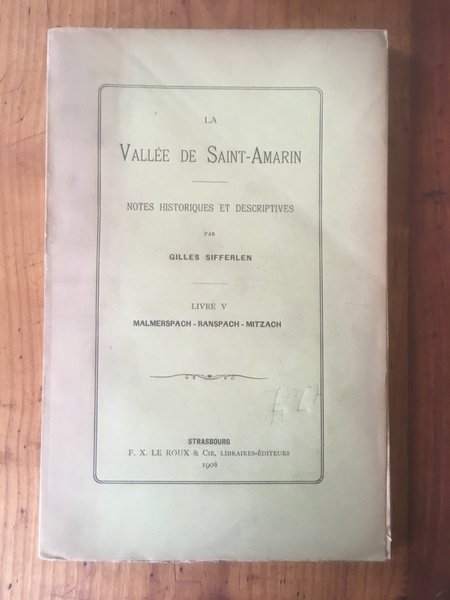 LA
VALLÉE DE SAINT-AMARIN
NOTES HISTORIQUES ET DESCRIPTIVES
PAR
GILLES SIFFERLEN
LIVRE V
MALMERSPACH - RANSPACH - MITZACH
STRASBOURG
F. X. LE ROUX & CIE, LIBRAIRES-ÉDITEURS
1908